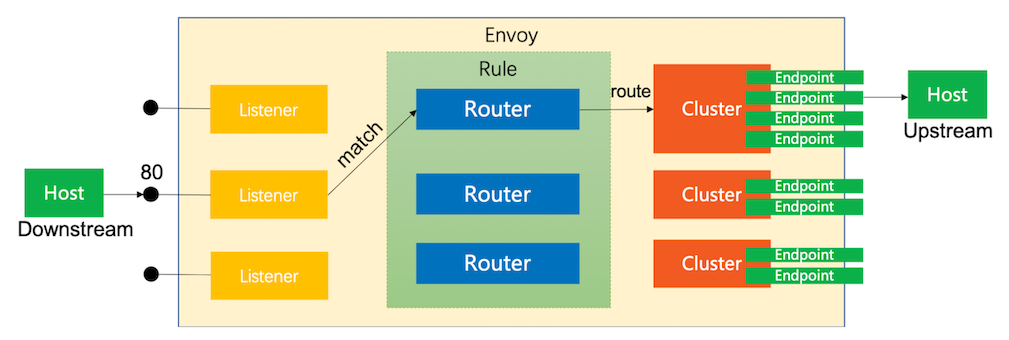 Envoy
Rule
Listener
Router
route
Cluster
Endpoint
Endpoint
Endpoint
Endpoint
Host
Upstream
match
80
Host
Downstream
Listener
Router
Cluster
Endpoint
Endpoint
Listener
Router
Cluster
Endpoint
Endpoint